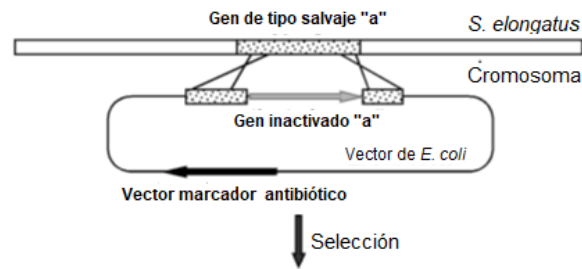 Gen de tipo salvaje "a"
S. elongatus
Cromosoma
Gen inactivado "a"
Vector de E. coli
Vector marcador antibiótico
Selección